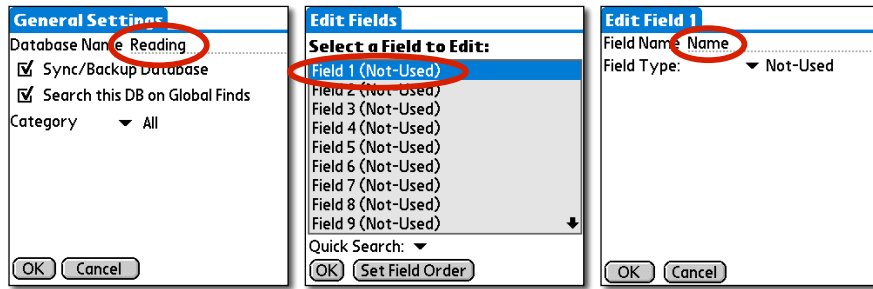 General Settings
Database Name Reading
Sync/Backup Database
Search this DB on Global Finds
Category All
OK Cancel
Edit Fields
Select a Field to Edit:
Field 1 (Not-Used)
Field 2 (Not-Used)
Field 3 (Not-Used)
Field 4 (Not-Used)
Field 5 (Not-Used)
Field 6 (Not-Used)
Field 7 (Not-Used)
Field 8 (Not-Used)
Field 9 (Not-Used)
Quick Search:
OK Set Field Order
Edit Field 1
Field Name Name
Field Type: Not-Used
OK Cancel